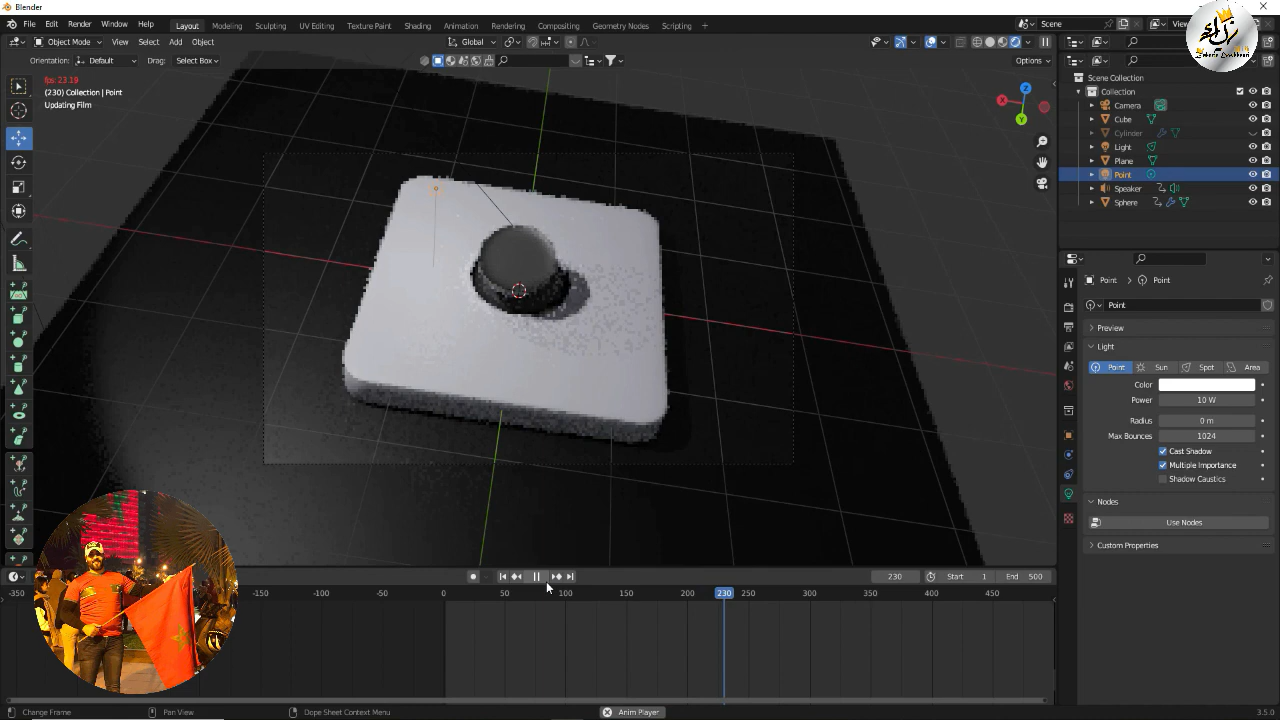 Blender
File Edit Render Window Help
Layout Modeling Sculpting UV Editing Texture Paint Shading Animation Rendering Compositing Geometry Nodes Scripting +
Scene
Object Mode View Select Add Object
Global
Orientation: Default Drag: Select Box
Options
fps: 23.19
(230) Collection | Point
Updating Film
X Y Z
Scene Collection
Collection
Camera
Cube
Cylinder
Light
Plane
Point
Speaker
Sphere
Point > Point
Point
Preview
Light
Point Sun Spot Area
Color
Power 10 W
Radius 0 m
Max Bounces 1024
Cast Shadow
Multiple Importance
Shadow Caustics
Nodes
Use Nodes
Custom Properties
230 Start 1 End 500
-350 -150 -100 -50 0 50 100 150 200 230 250 300 350 400 450
Change Frame Pan View Dope Sheet Context Menu Anim Player 3.5.0